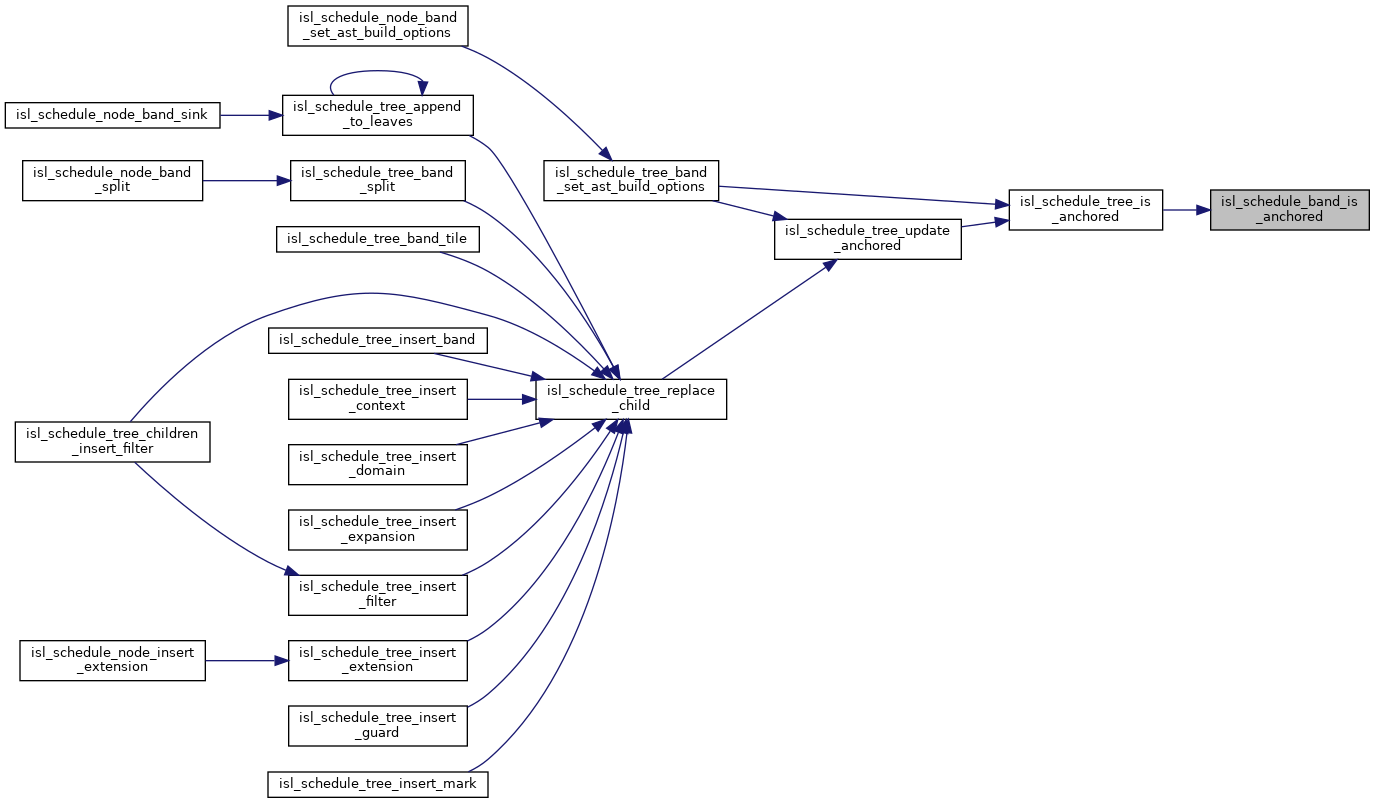 isl_schedule_node_band
_set_ast_build_options
isl_schedule_tree_append
_to_leaves
isl_schedule_node_band_sink
isl_schedule_node_band
_split
isl_schedule_tree_band
_split
isl_schedule_tree_band
_set_ast_build_options
isl_schedule_tree_is
_anchored
isl_schedule_band_is
_anchored
isl_schedule_tree_update
_anchored
isl_schedule_tree_band_tile
isl_schedule_tree_insert_band
isl_schedule_tree_insert
_context
isl_schedule_tree_replace
_child
isl_schedule_tree_children
_insert_filter
isl_schedule_tree_insert
_domain
isl_schedule_tree_insert
_expansion
isl_schedule_tree_insert
_filter
isl_schedule_node_insert
_extension
isl_schedule_tree_insert
_extension
isl_schedule_tree_insert
_guard
isl_schedule_tree_insert_mark